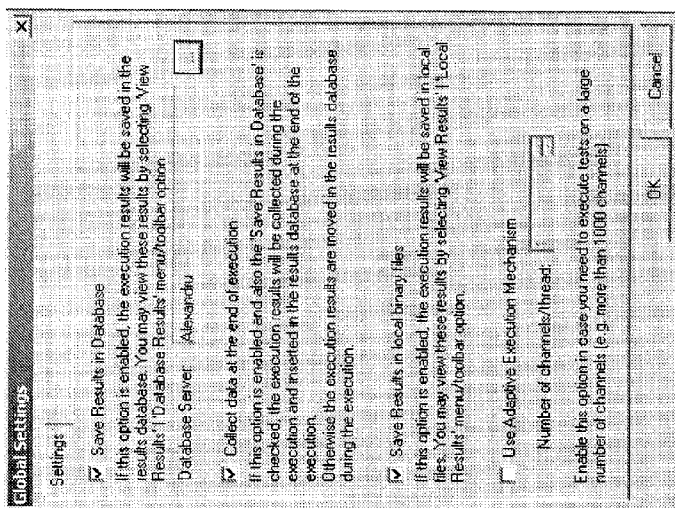 Global Settings
Settings
Save Results in Database
If this option is enabled, the execution results will be saved in the
results database. You may view these results by selecting 'View
Results' | 'Database Results' menu/toolbar option
Database Server: Alexandru
...
Collect data at the end of execution
If this option is enabled and also the 'Save Results in Database' is
checked, the execution results will be collected during the
execution and inserted in the results database at the end of the
execution.
Otherwise the execution results are moved in the results database
during the execution.
Save Results in local binary files
If this option is enabled, the execution results will be saved in local
files. You may view these results by selecting 'View Results' | 'Local
Results' menu/toolbar option.
Use Adaptive Execution Mechanism
Number of channels/thread:
Enable this option in case you need to execute tests on a large
number of channels (e.g. more than 1000 channels)
OK
Cancel